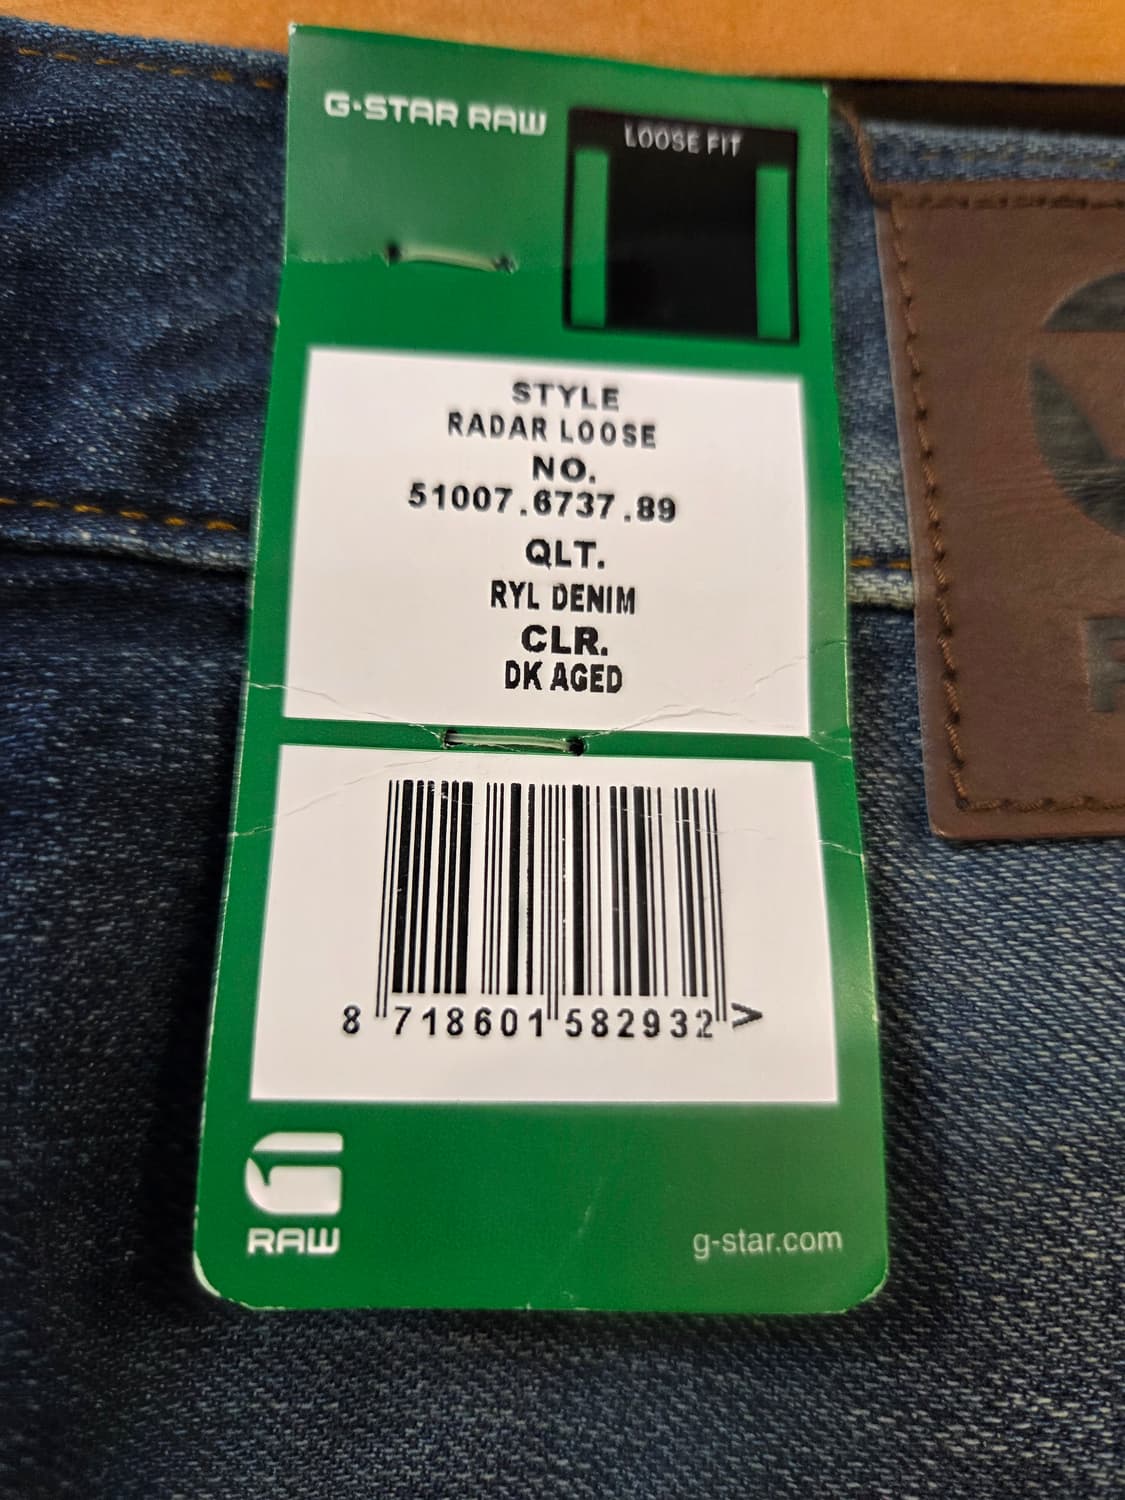 G-STAR RAW
LOOSE FIT
STYLE
RADAR LOOSE
NO.
51007.6737.89
QLT.
RYL DENIM
CLR.
DK AGED
8 718601 582932 >
RAW
g-star.com